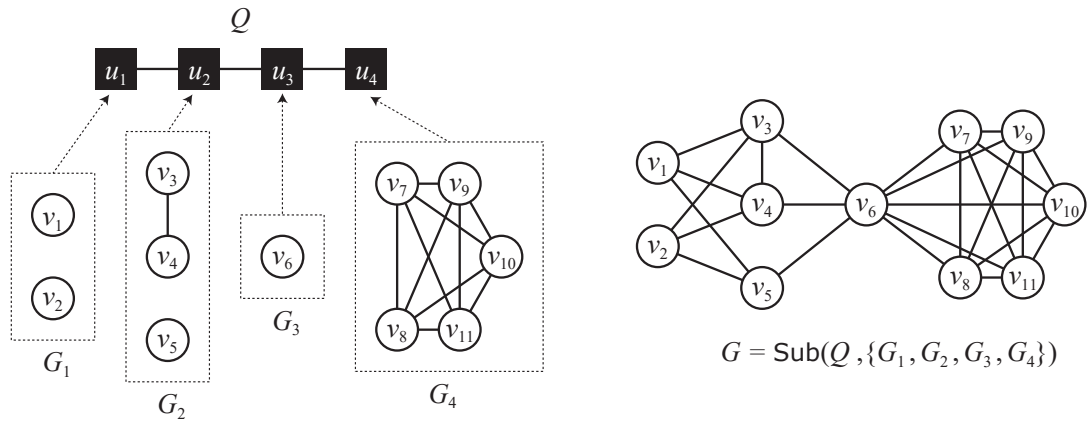 Q
u1 u2 u3 u4
v1
v2
G1
v3
v4
v5
G2
v6
G3
v7 v9
v10
v8 v11
G4
v3
v1
v4
v2
v5
v6
v7 v9
v10
v8 v11
G = Sub(Q ,{G1, G2, G3, G4})